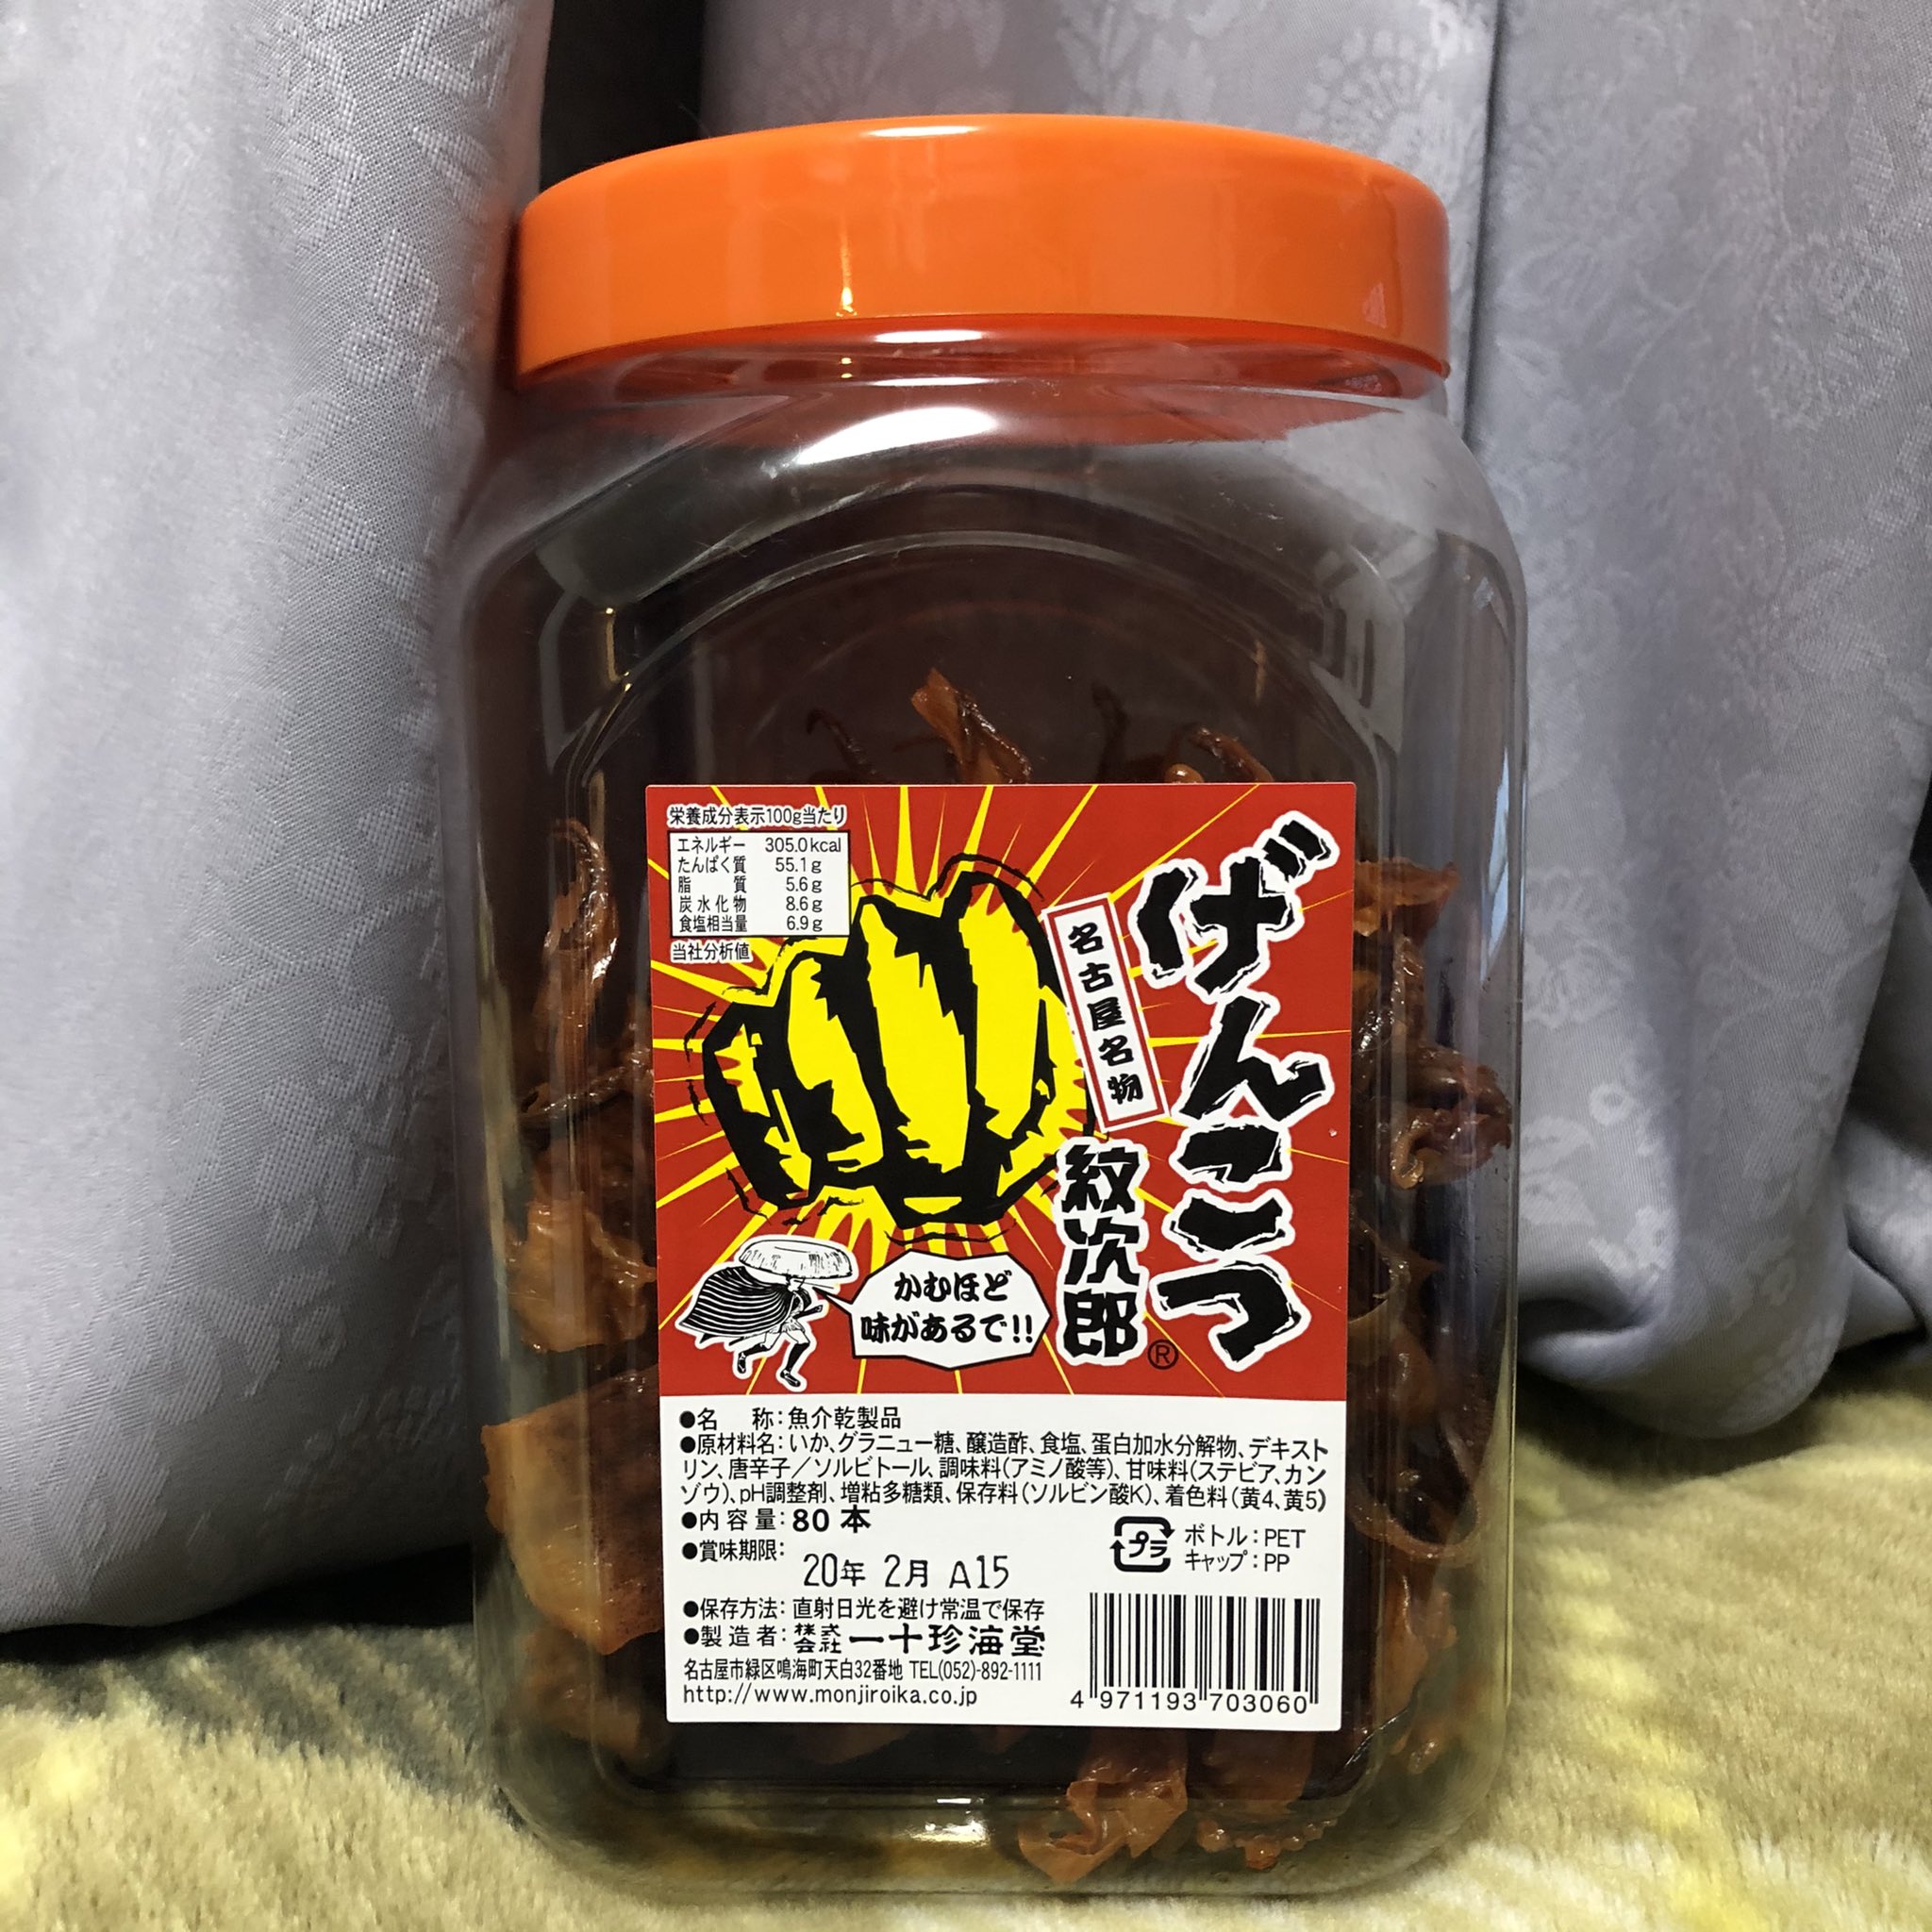 栄養成分表示100g当たり
エネルギー 305.0kcal
たんぱく質 55.1g
脂質 5.6g
炭水化物 8.6g
食塩相当量 6.9g
当社分析値
げんこつ
名古屋名物
紋次郎®
かむほど
味があるで!!
●名 称:魚介乾製品
●原材料名:いか、グラニュー糖、醸造酢、食塩、蛋白加水分解物、デキスト
リン、唐辛子/ソルビトール、調味料(アミノ酸等)、甘味料(ステビア、カン
ゾウ)、pH調整剤、増粘多糖類、保存料(ソルビン酸K)、着色料(黄4、黄5)
●内容量:80本
●賞味期限:
20年 2月 A15
プラ
ボトル:PET
キャップ:PP
●保存方法:直射日光を避け常温で保存
●製造者:株式会社一十珍海堂
名古屋市緑区鳴海町天白32番地 TEL(052)-892-1111
http://www.monjiroika.co.jp
4 971193 703060